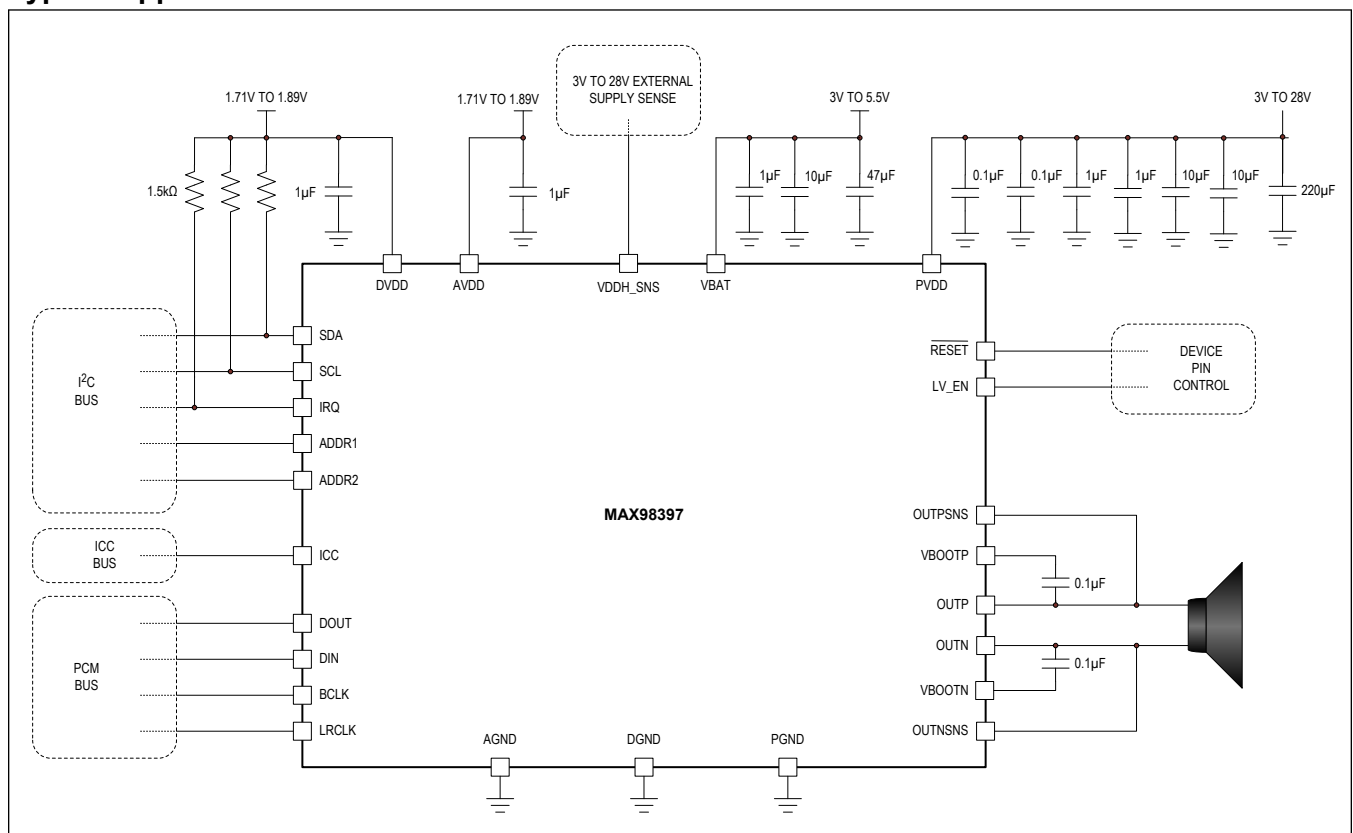 3V TO 28V EXTERNAL
SUPPLY SENSE
1.71V TO 1.89V
1.71V TO 1.89V
3V TO 5.5V
3V TO 28V
1.5kΩ
1µF
1µF
1µF
10µF
47µF
0.1µF
0.1µF
1µF
1µF
10µF
10µF
220µF
DVDD
AVDD
VDDH_SNS
VBAT
PVDD
I²C
BUS
SDA
SCL
IRQ
ADDR1
ADDR2
ICC
BUS
ICC
PCM
BUS
DOUT
DIN
BCLK
LRCLK
MAX98397
RESET
LV_EN
DEVICE
PIN
CONTROL
OUTPSNS
VBOOTP
0.1µF
OUTP
OUTN
0.1µF
VBOOTN
OUTNSNS
AGND
DGND
PGND